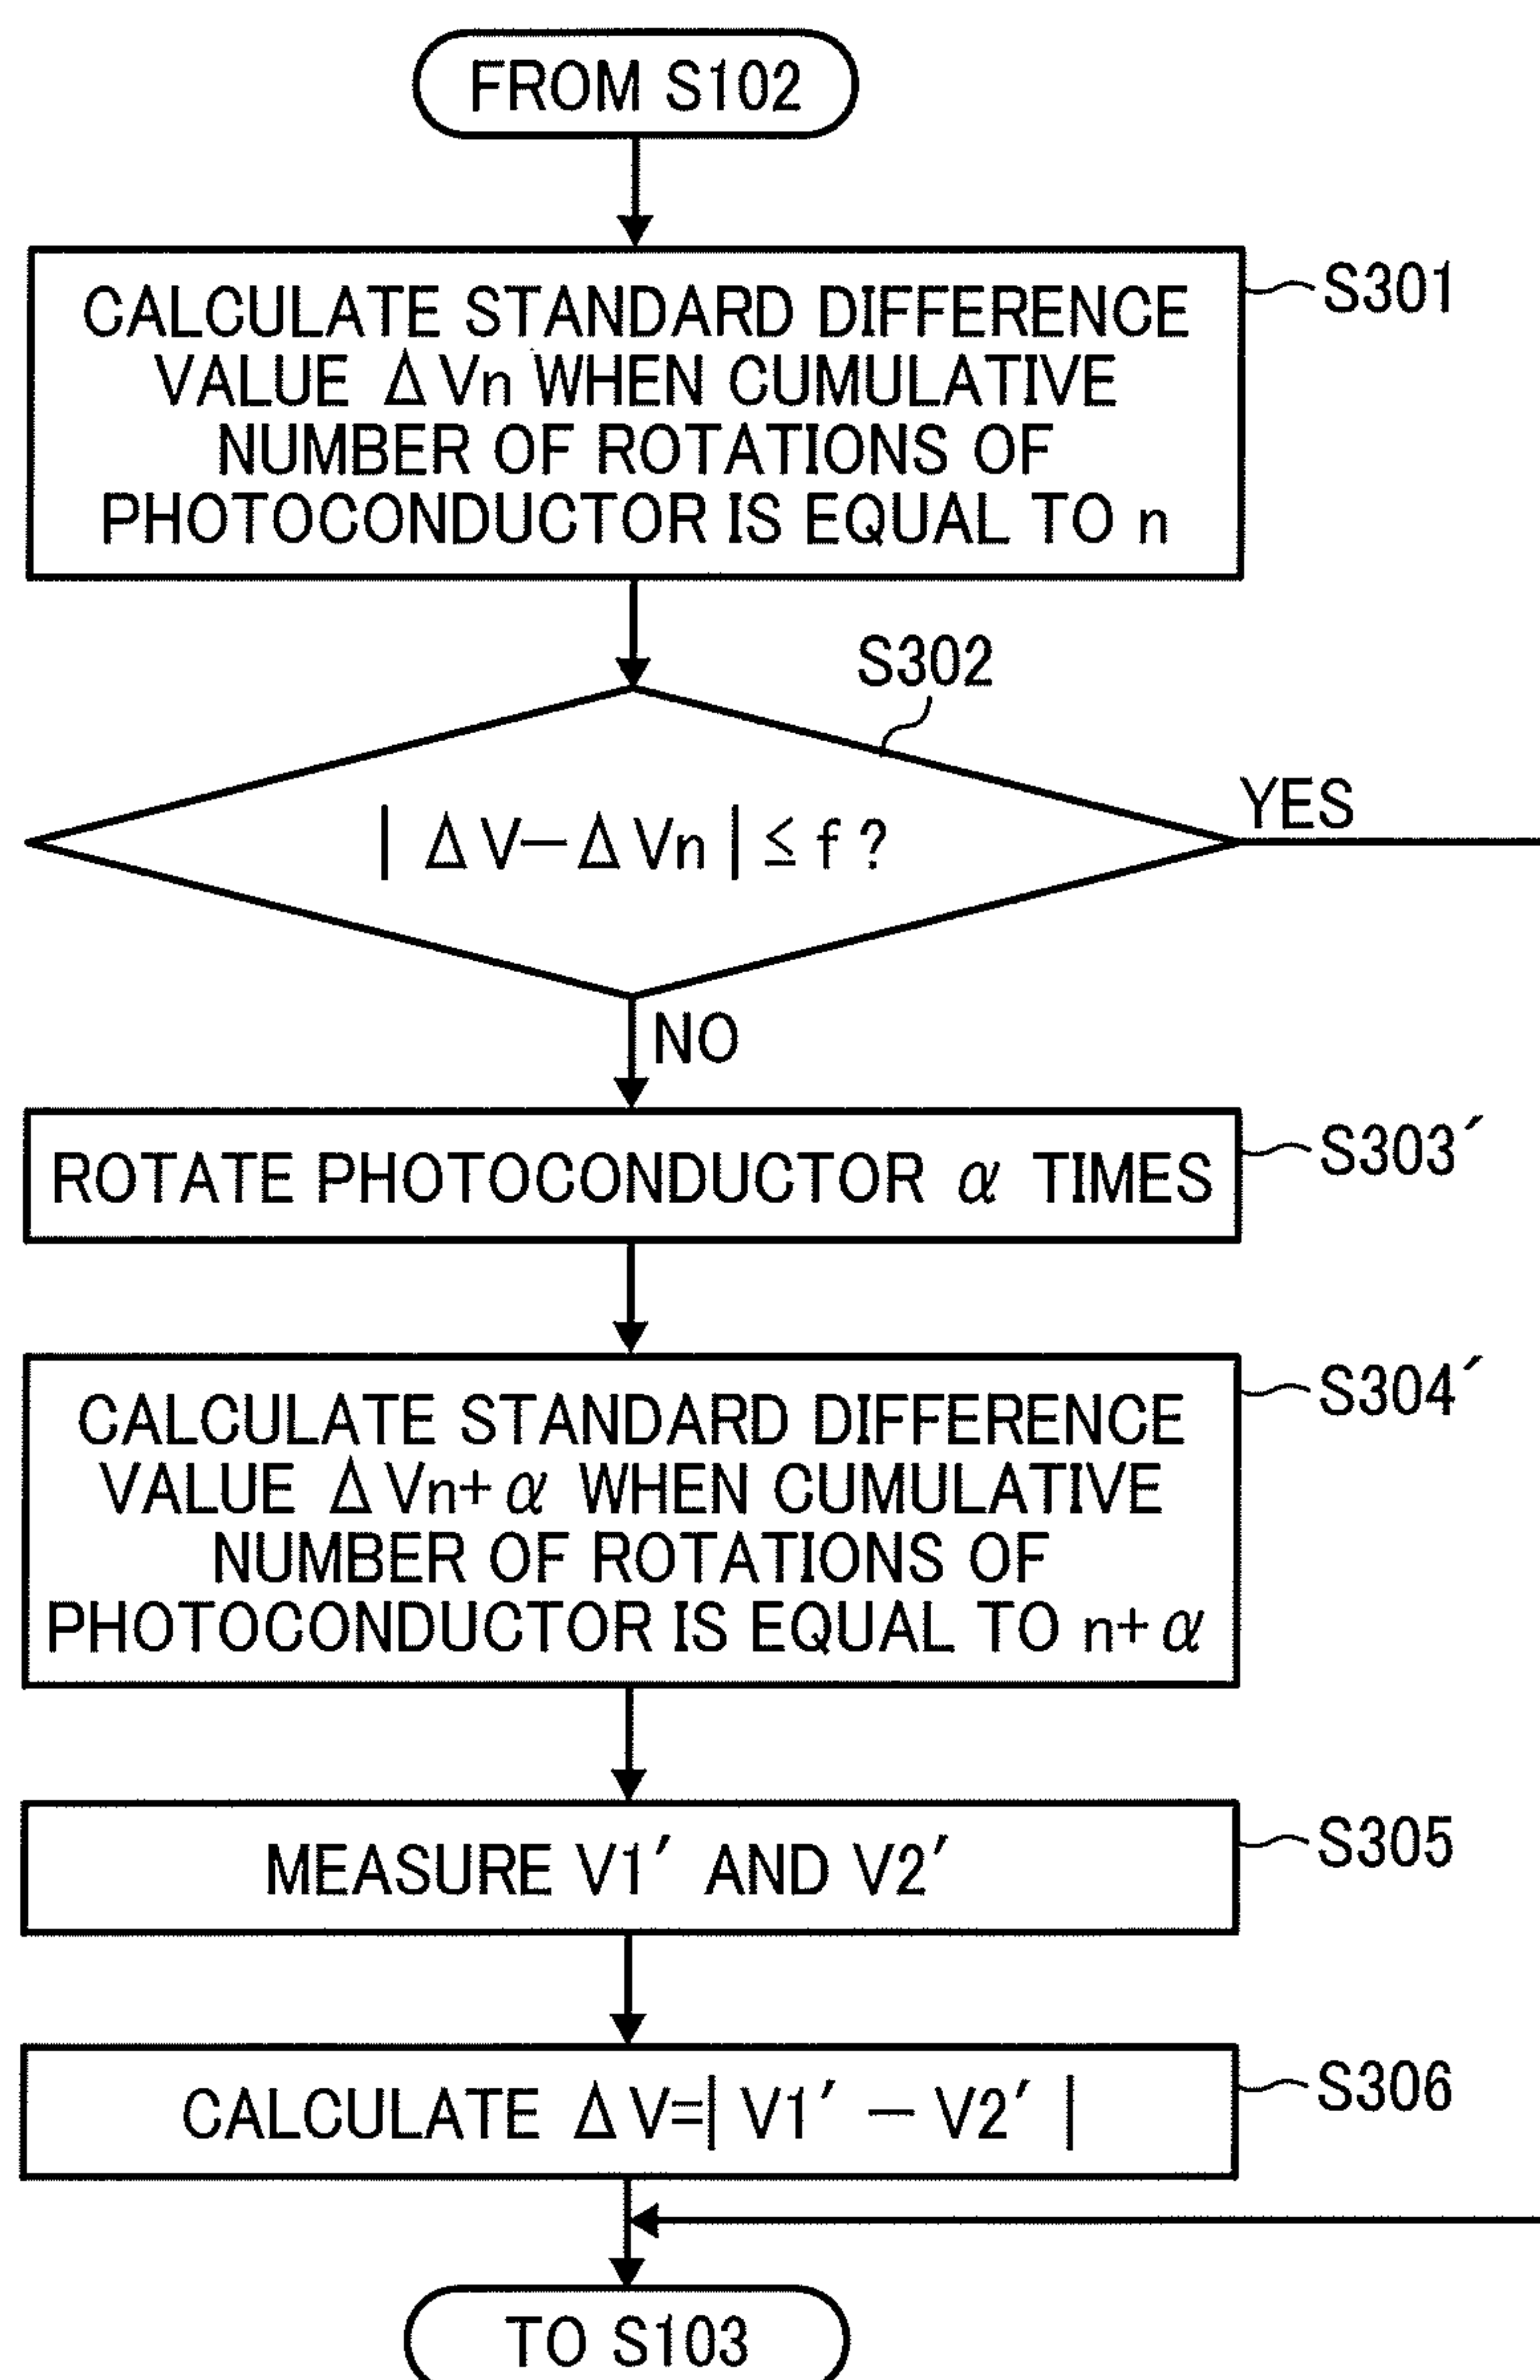 FROM S102
CALCULATE STANDARD DIFFERENCE
VALUE ΔVn WHEN CUMULATIVE
NUMBER OF ROTATIONS OF
PHOTOCONDUCTOR IS EQUAL TO n
S301
S302
| ΔV−ΔVn | ≤ f ?
YES
NO
ROTATE PHOTOCONDUCTOR α TIMES
S303′
CALCULATE STANDARD DIFFERENCE
VALUE ΔVn+α WHEN CUMULATIVE
NUMBER OF ROTATIONS OF
PHOTOCONDUCTOR IS EQUAL TO n+α
S304′
MEASURE V1′ AND V2′
S305
CALCULATE ΔV=| V1′ − V2′ |
S306
TO S103